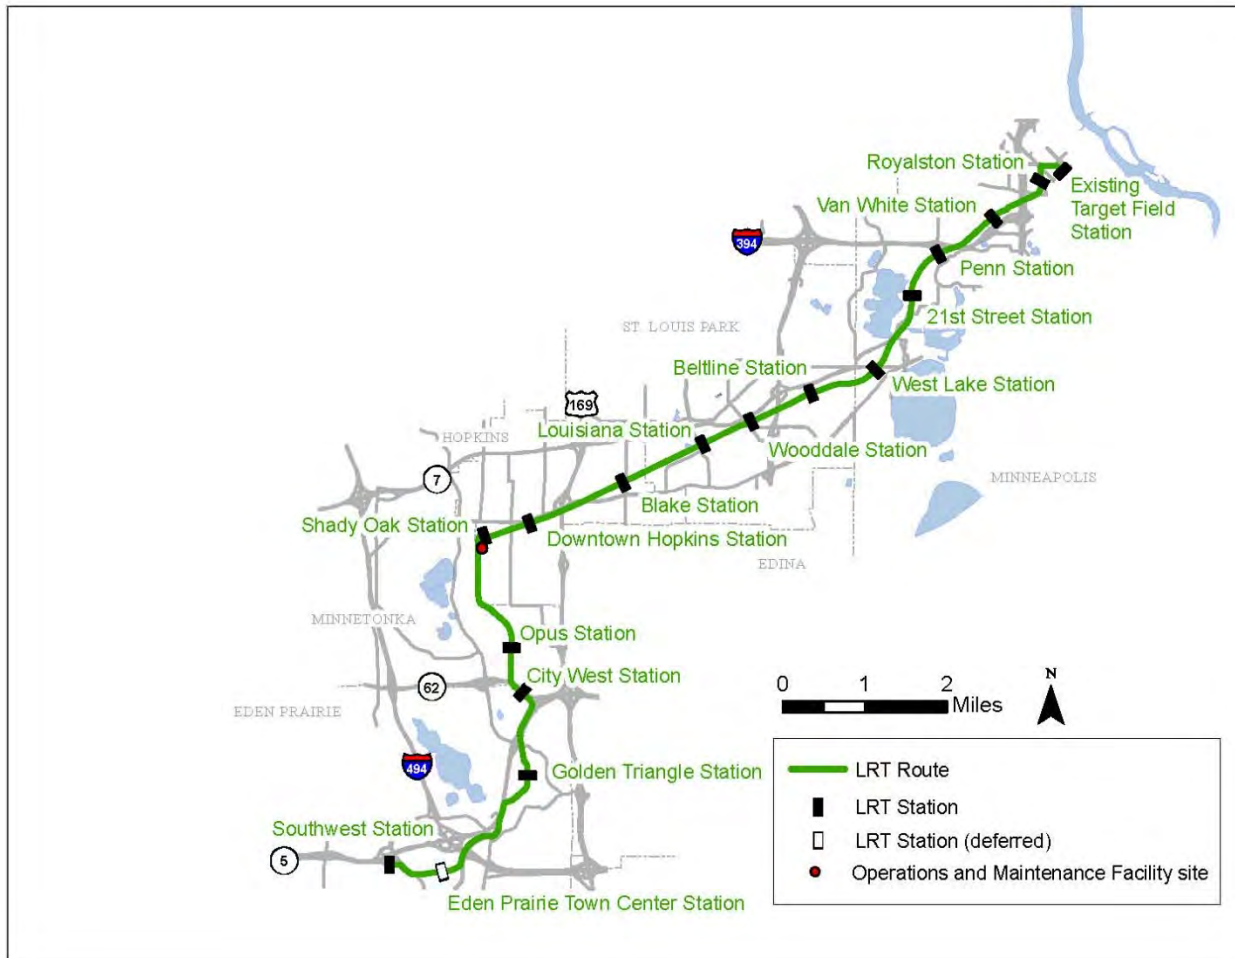 Royalston Station
Existing
Target Field
Station
Van White Station
394
Penn Station
21st Street Station
ST. LOUIS PARK
Beltline Station
West Lake Station
169
Louisiana Station
HOPKINS
Wooddale Station
7
MINNEAPOLIS
Blake Station
Shady Oak Station
Downtown Hopkins Station
EDINA
MINNETONKA
Opus Station
City West Station
62
EDEN PRAIRIE
0 1 2
Miles
N
494
Golden Triangle Station
Southwest Station
5
Eden Prairie Town Center Station
LRT Route
LRT Station
LRT Station (deferred)
Operations and Maintenance Facility site